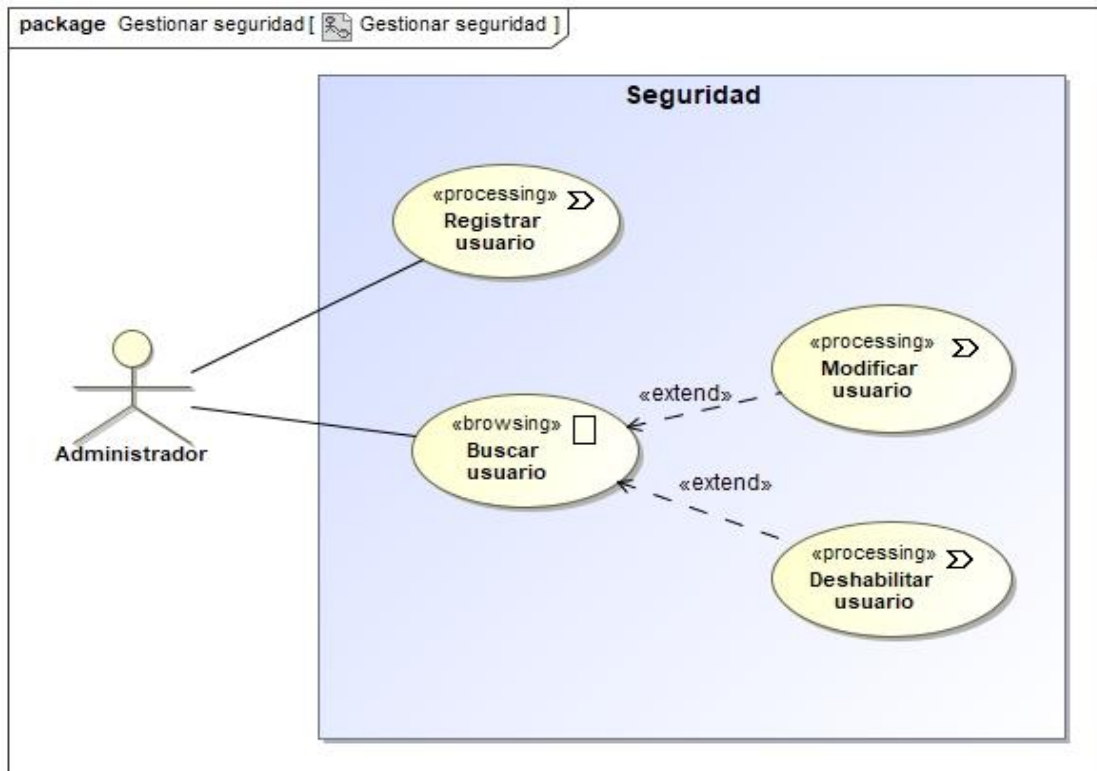 package Gestionar seguridad [ Gestionar seguridad ]
Seguridad
«processing»
Registrar
usuario
«processing»
Modificar
usuario
«extend»
«browsing»
Buscar
usuario
Administrador
«extend»
«processing»
Deshabilitar
usuario